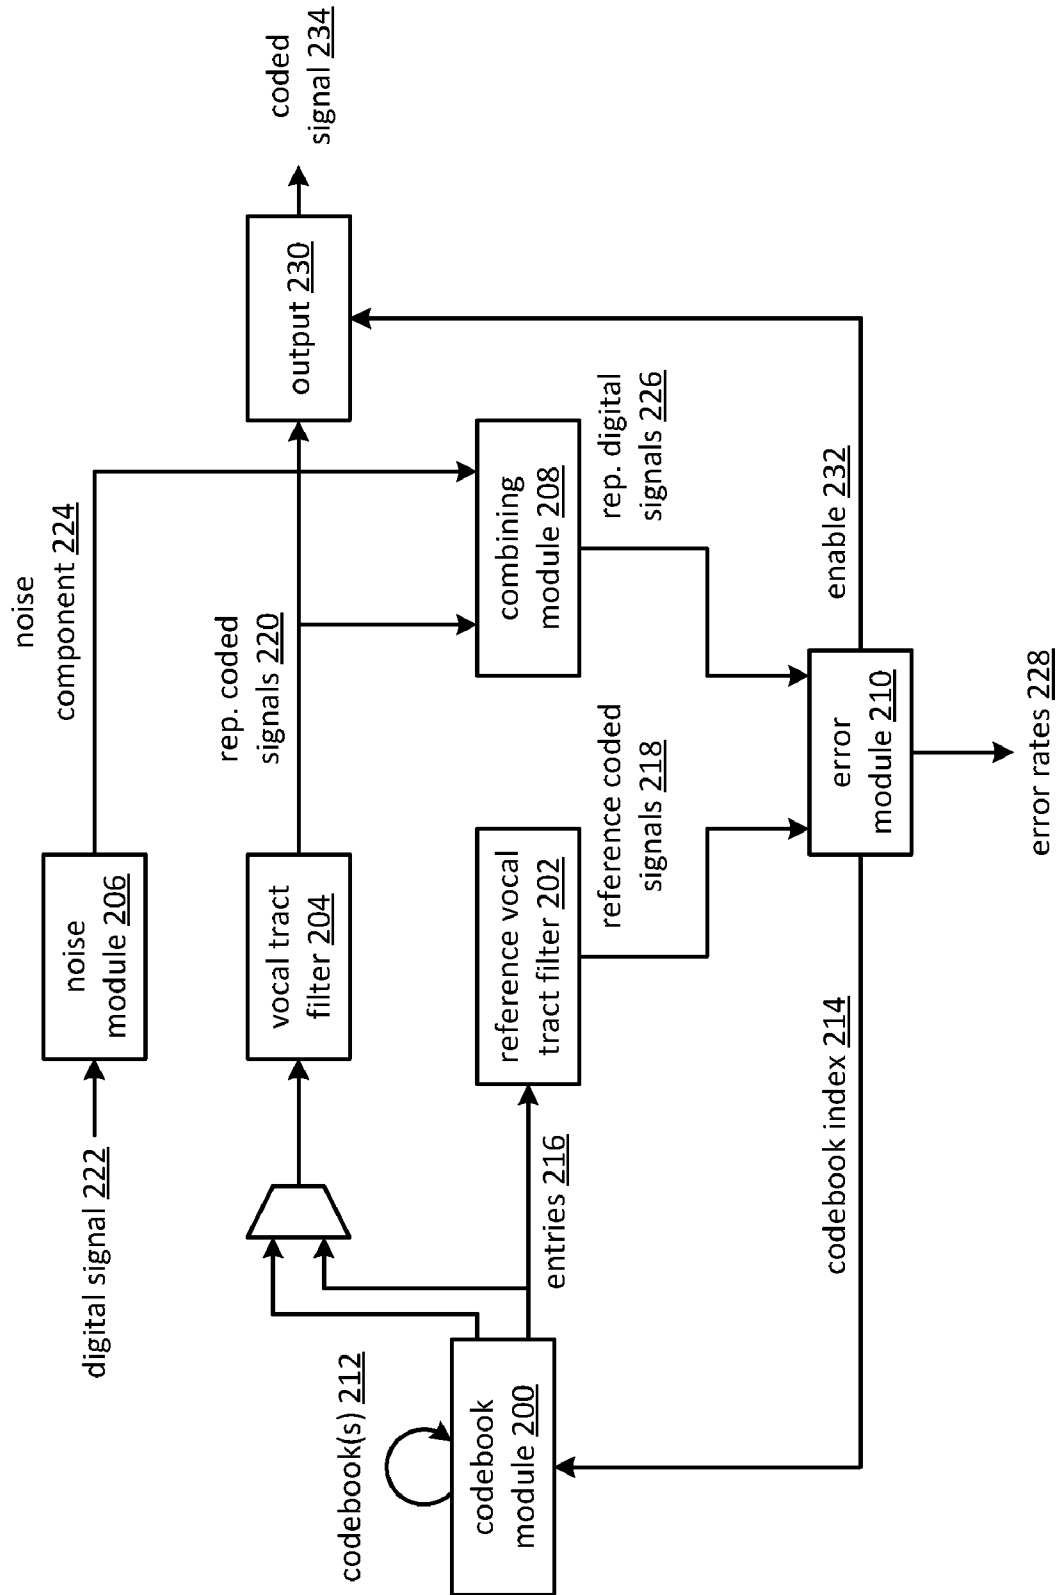 noise
component 224
coded
signal 234
digital signal 222
noise
module 206
rep. coded
signals 220
vocal tract
filter 204
output 230
codebook(s) 212
codebook
module 200
entries 216
reference vocal
tract filter 202
reference coded
signals 218
combining
module 208
rep. digital
signals 226
codebook index 214
error
module 210
enable 232
error rates 228